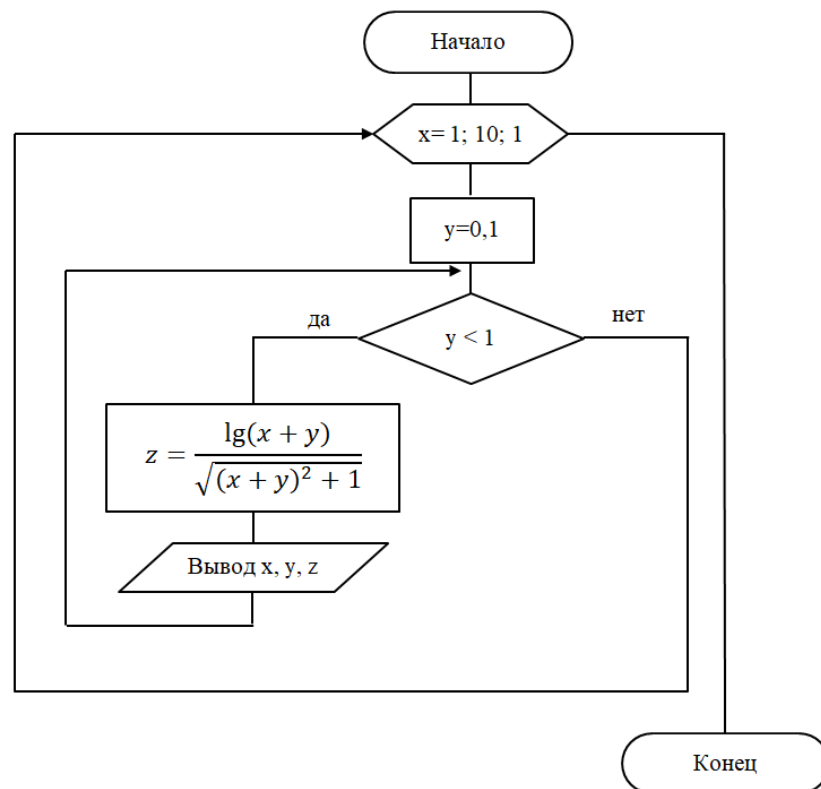 Начало
x= 1; 10; 1
y=0,1
да
нет
y < 1
z = lg(x + y) / √((x + y)² + 1)
Вывод x, y, z
Конец